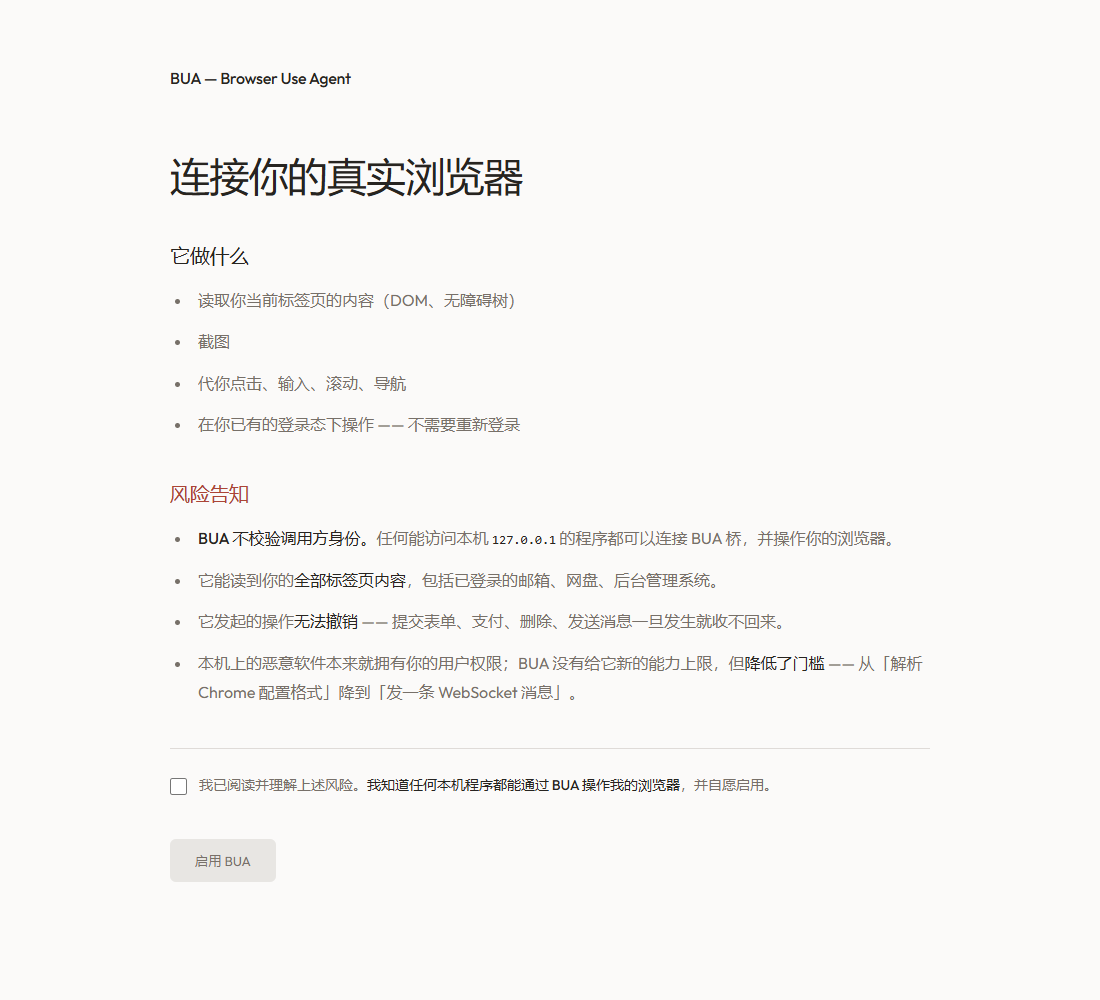 BUA — Browser Use Agent
连接你的真实浏览器
它做什么
读取你当前标签页的内容（DOM、无障碍树）
截图
代你点击、输入、滚动、导航
在你已有的登录态下操作 —— 不需要重新登录
风险告知
BUA 不校验调用方身份。任何能访问本机 127.0.0.1 的程序都可以连接 BUA 桥，并操作你的浏览器。
它能读到你的全部标签页内容，包括已登录的邮箱、网盘、后台管理系统。
它发起的操作无法撤销 —— 提交表单、支付、删除、发送消息一旦发生就收不回来。
本机上的恶意软件本来就拥有你的用户权限；BUA 没有给它新的能力上限，但降低了门槛 —— 从「解析
Chrome 配置格式」降到「发一条 WebSocket 消息」。
我已阅读并理解上述风险。我知道任何本机程序都能通过 BUA 操作我的浏览器，并自愿启用。
启用 BUA